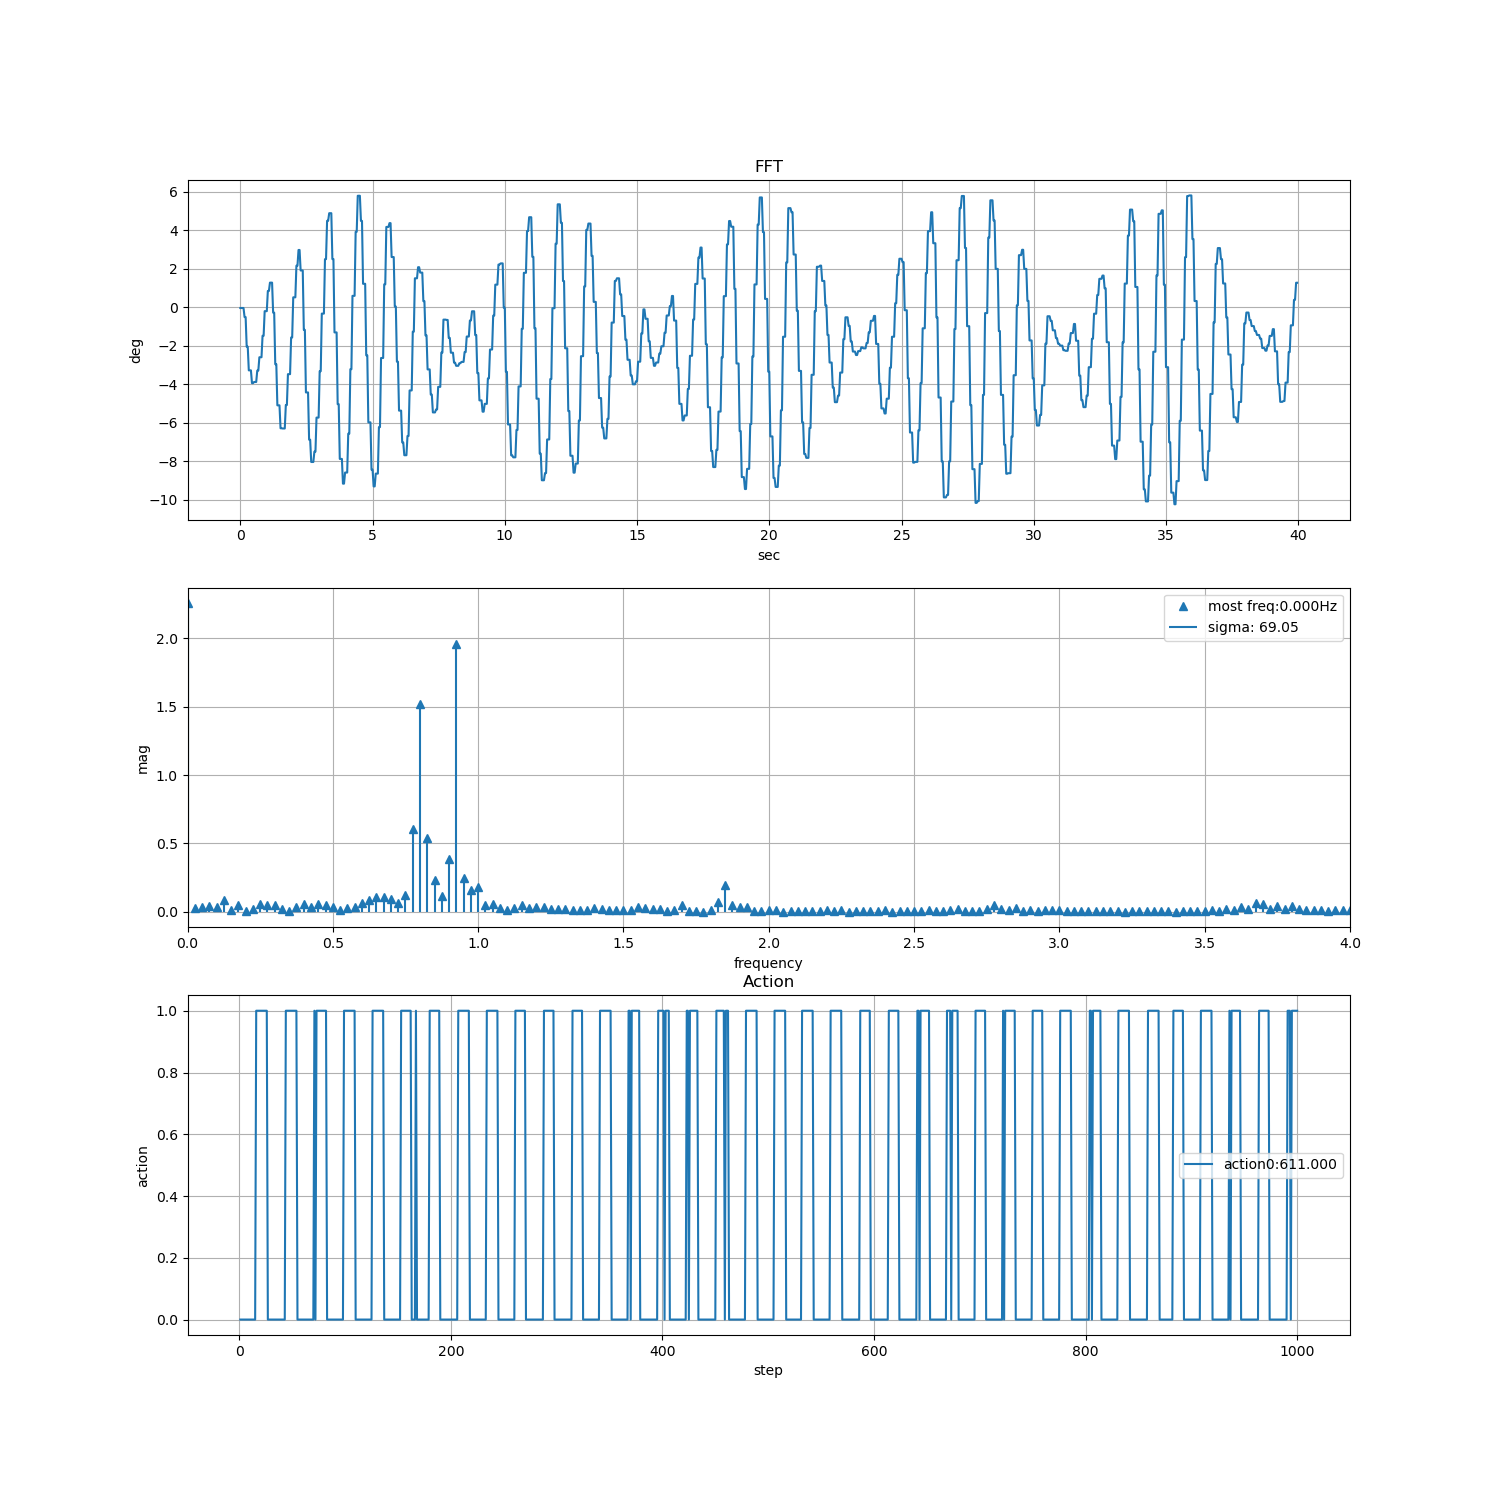 FFT
6
4
2
0
−2
−4
−6
−8
−10
deg
0 5 10 15 20 25 30 35 40
sec
most freq:0.000Hz
sigma: 69.05
2.0
1.5
1.0
0.5
0.0
mag
0.0 0.5 1.0 1.5 2.0 2.5 3.0 3.5 4.0
frequency
Action
1.0
0.8
0.6
0.4
0.2
0.0
action
action0:611.000
0 200 400 600 800 1000
step